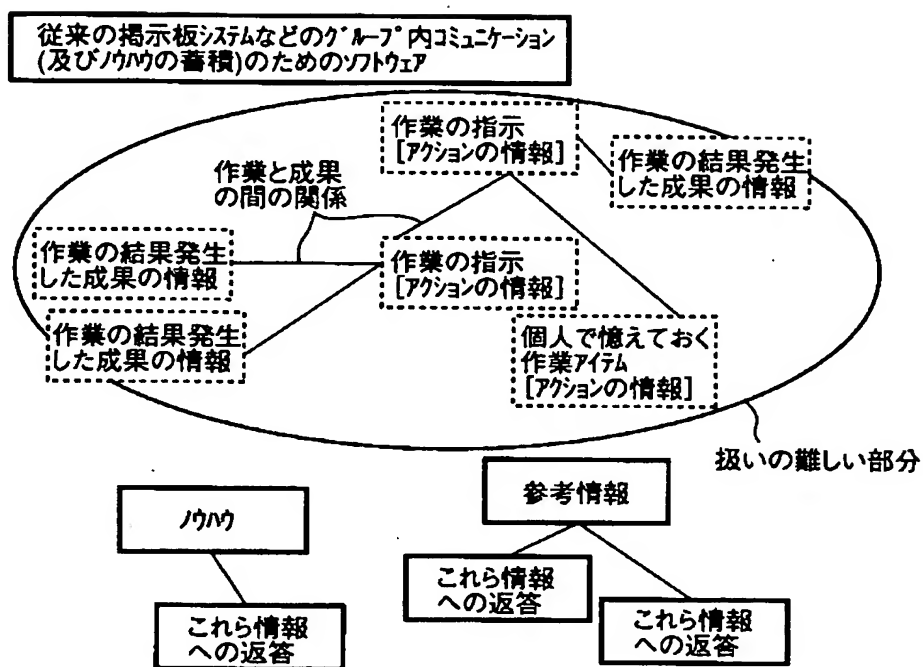 従来の掲示板システムなどのグループ内コミュニケーション
(及びノウハウの蓄積)のためのソフトウェア
作業の指示
[アクションの情報]
作業の結果発生
した成果の情報
作業と成果
の間の関係
作業の結果発生
した成果の情報
作業の指示
[アクションの情報]
作業の結果発生
した成果の情報
個人で憶えておく
作業アイテム
[アクションの情報]
扱いの難しい部分
ノウハウ
参考情報
これら情報
への返答
これら情報
への返答
これら情報
への返答